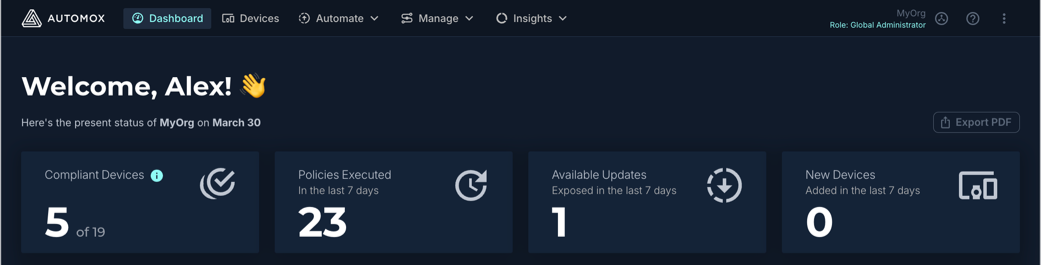 AUTOMOX Dashboard Devices Automate Manage Insights MyOrg
Role: Global Administrator
Welcome, Alex! 👋
Here's the present status of MyOrg on March 30 Export PDF
Compliant Devices
5 of 19
Policies Executed
In the last 7 days
23
Available Updates
Exposed in the last 7 days
1
New Devices
Added in the last 7 days
0